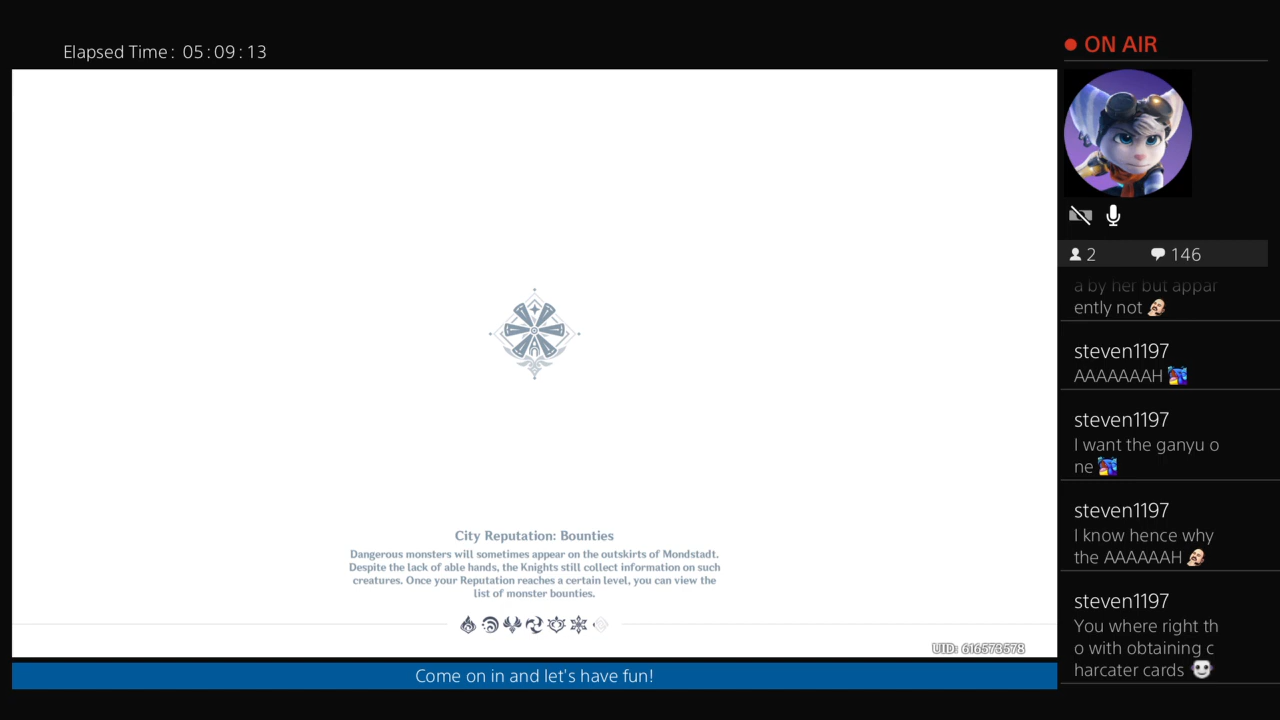 Elapsed Time: 05:09:13
ON AIR
2
146
a by her but appar
ently not
steven1197
AAAAAAAH
steven1197
I want the ganyu o
ne
steven1197
I know hence why
the AAAAAAH
steven1197
You where right th
o with obtaining c
harcater cards
City Reputation: Bounties
Dangerous monsters will sometimes appear on the outskirts of Mondstadt.
Despite the lack of able hands, the Knights still collect information on such
creatures. Once your Reputation reaches a certain level, you can view the
list of monster bounties.
UID: 616573578
Come on in and let's have fun!